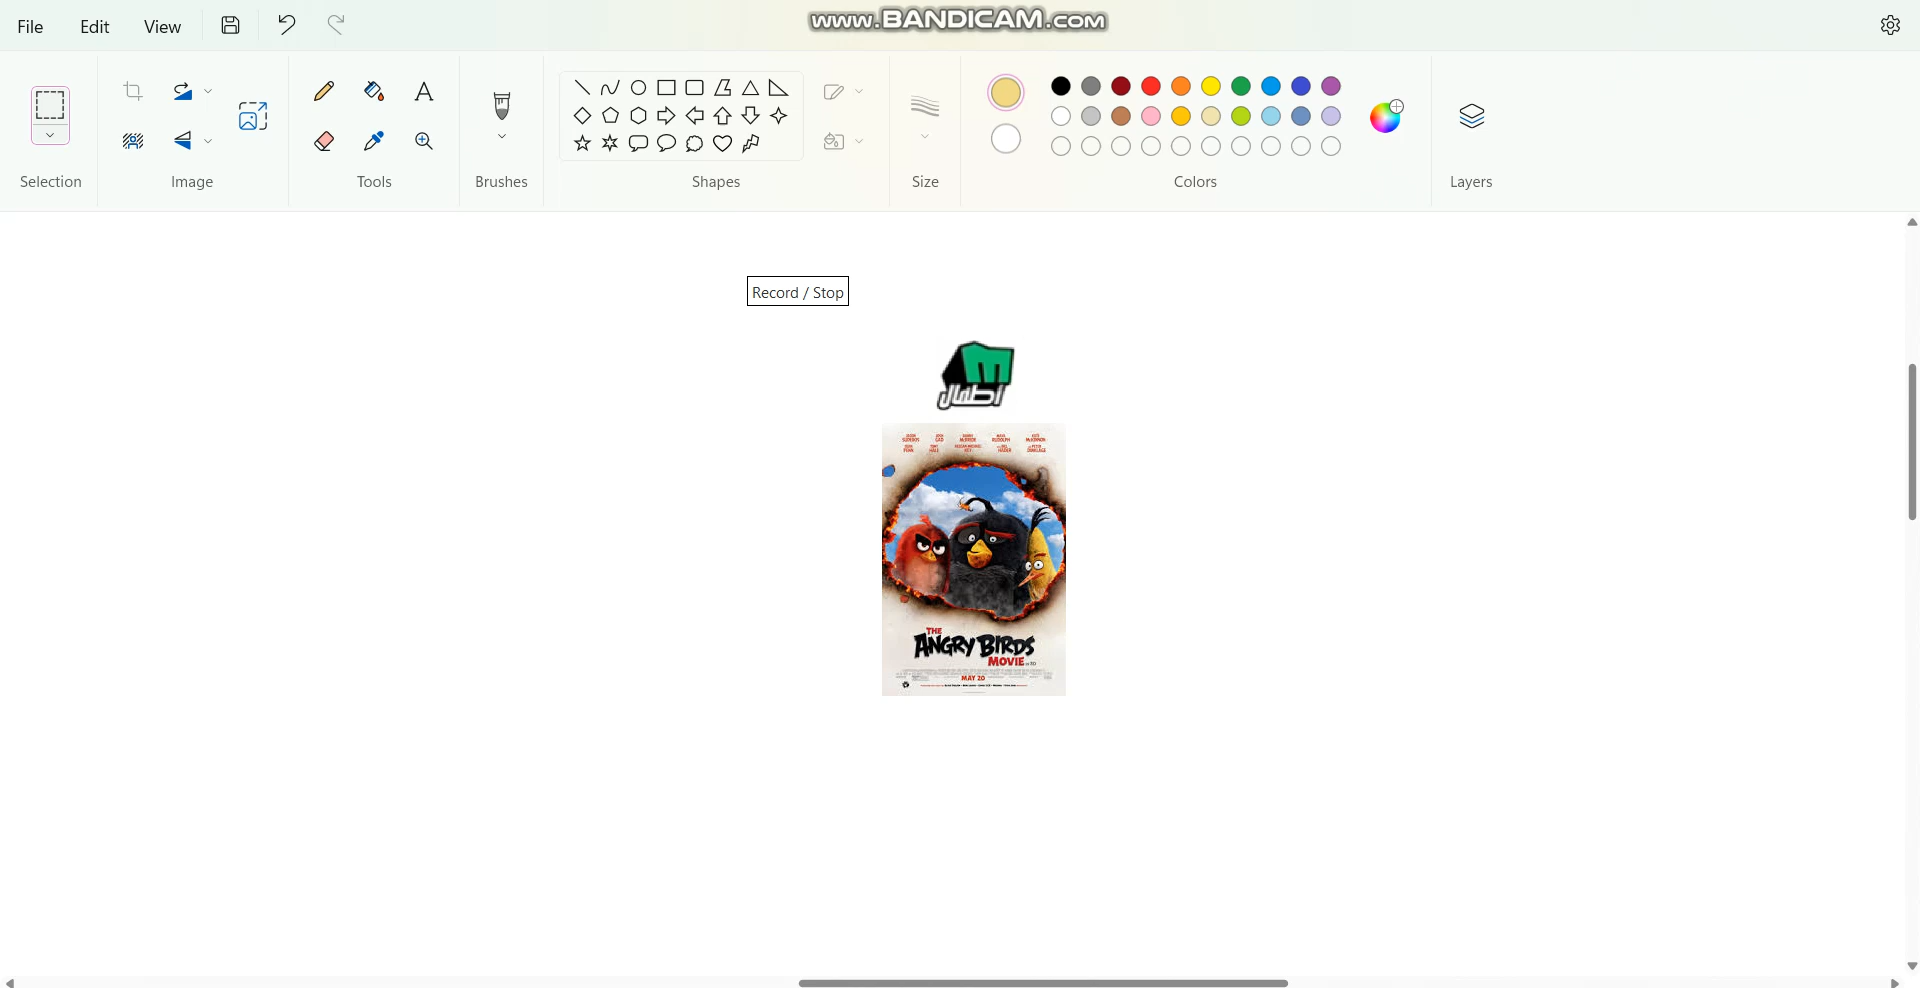 File Edit View
www.BANDICAM.com
Selection Image Tools Brushes Shapes Size Colors Layers
Record / Stop
أطفال
THE
ANGRY BIRDS
MOVIE
MAY 20